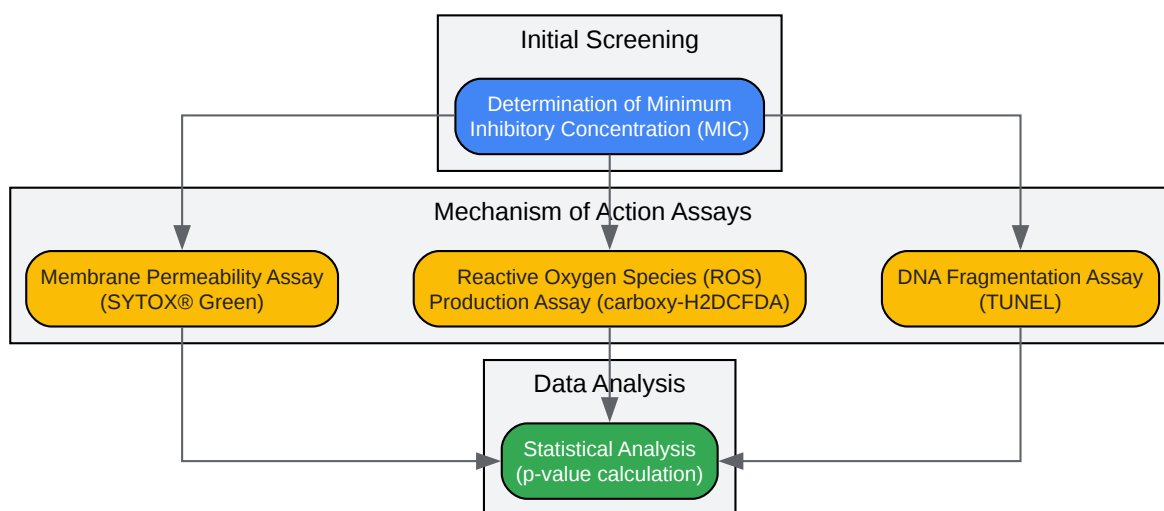 Initial Screening
Determination of Minimum
Inhibitory Concentration (MIC)
Mechanism of Action Assays
Membrane Permeability Assay
(SYTOX® Green)
Reactive Oxygen Species (ROS)
Production Assay (carboxy-H2DCFDA)
DNA Fragmentation Assay
(TUNEL)
Data Analysis
Statistical Analysis
(p-value calculation)